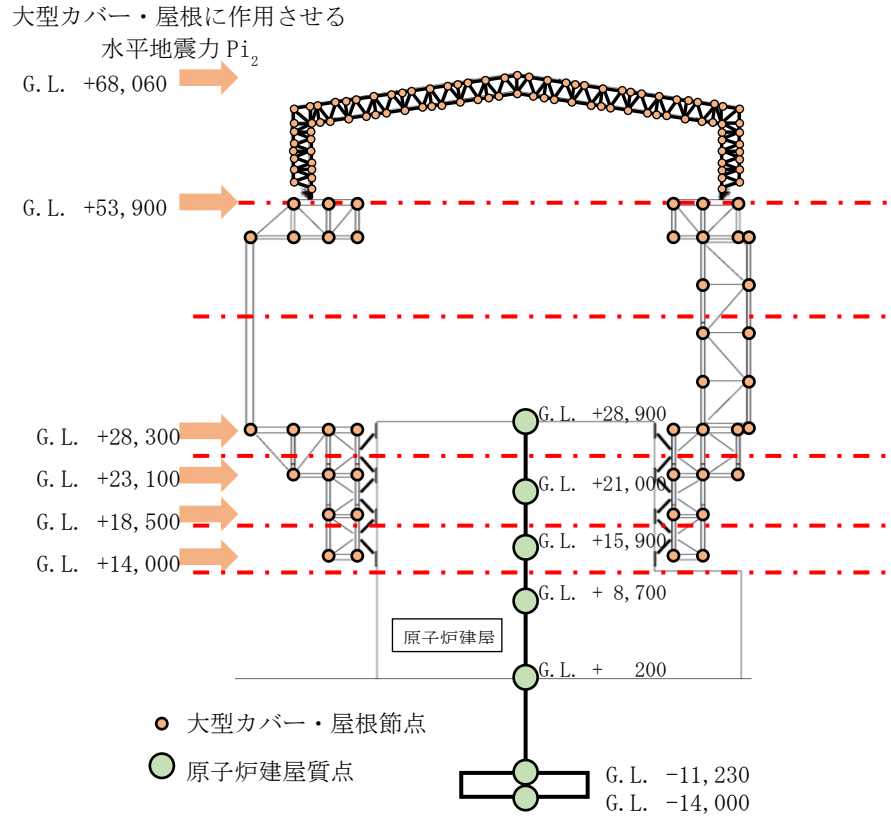 大型カバー・屋根に作用させる
水平地震力Pi₂
G.L. +68,060
G.L. +53,900
G.L. +28,900
G.L. +28,300
G.L. +23,100
G.L. +21,000
G.L. +18,500
G.L. +15,900
G.L. +14,000
G.L. + 8,700
原子炉建屋
G.L. + 200
大型カバー・屋根節点
原子炉建屋質点
G.L. -11,230
G.L. -14,000